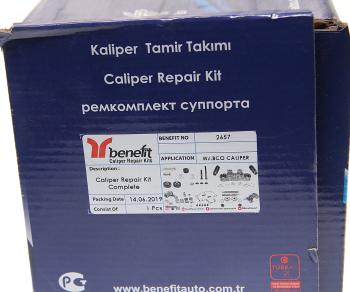 Kaliper Tamir Takımı
Caliper Repair Kit
ремкомплект суппорта
benefit
Caliper Repair Kits
BENEFIT NO
2657
APPLICATION
WABCO CALIPER
Description :
Caliper Repair Kit
Complete
Packing Date
14.06.2019
Consist Of
1 Pcs
www.benefitauto.com.tr